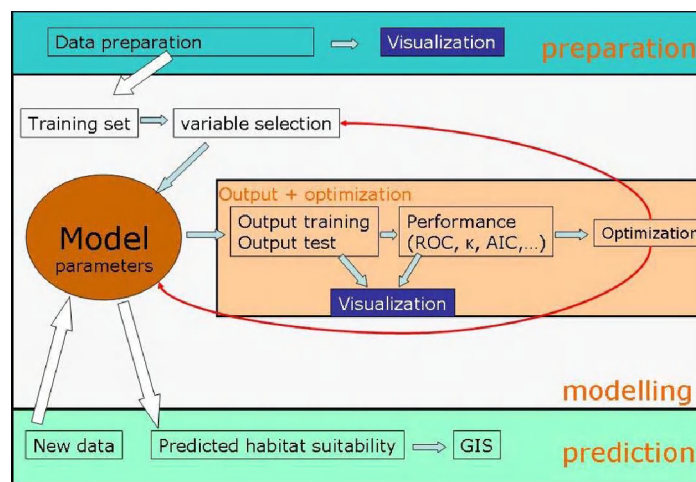 Data preparation
Visualization
preparation
Training set
variable selection
Output + optimization
Model
parameters
Output training
Output test
Performance
(ROC, κ, AIC,...)
Optimization
Visualization
modelling
New data
Predicted habitat suitability
GIS
prediction